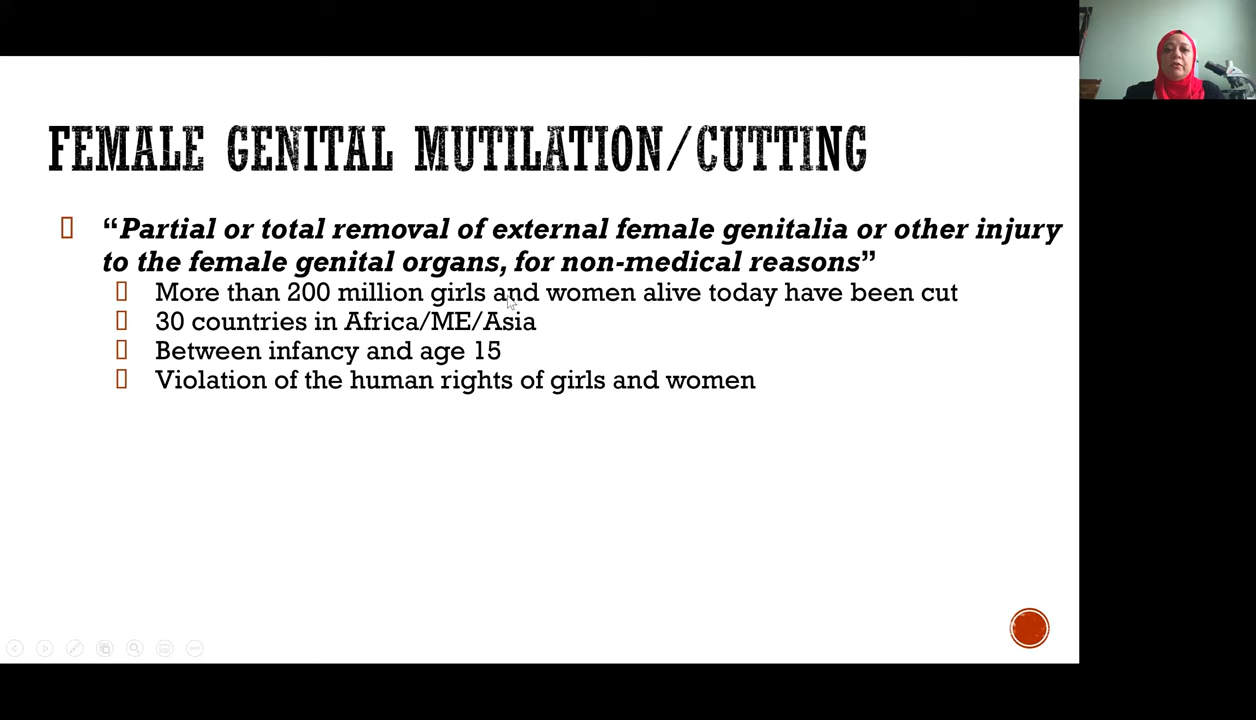 FEMALE GENITAL MUTILATION/CUTTING
“Partial or total removal of external female genitalia or other injury
to the female genital organs, for non-medical reasons”
More than 200 million girls and women alive today have been cut
30 countries in Africa/ME/Asia
Between infancy and age 15
Violation of the human rights of girls and women